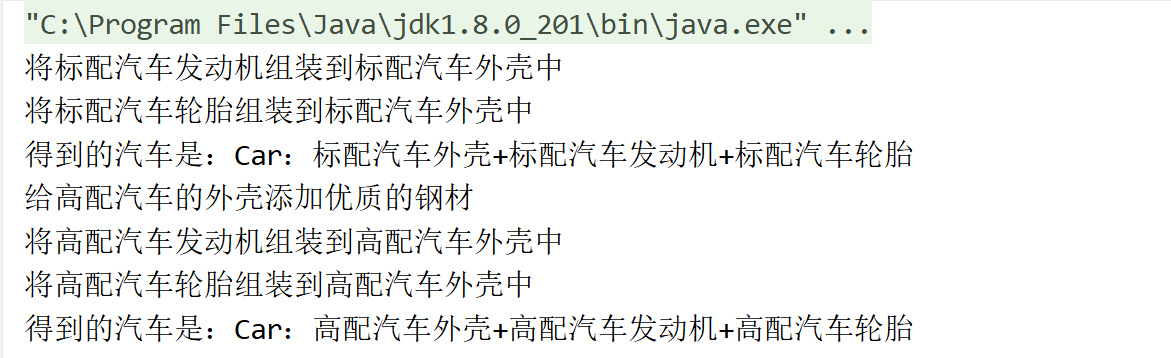 "C:\Program Files\Java\jdk1.8.0_201\bin\java.exe" ...
将标配汽车发动机组装到标配汽车外壳中
将标配汽车轮胎组装到标配汽车外壳中
得到的汽车是：Car：标配汽车外壳+标配汽车发动机+标配汽车轮胎
给高配汽车的外壳添加优质的钢材
将高配汽车发动机组装到高配汽车外壳中
将高配汽车轮胎组装到高配汽车外壳中
得到的汽车是：Car：高配汽车外壳+高配汽车发动机+高配汽车轮胎